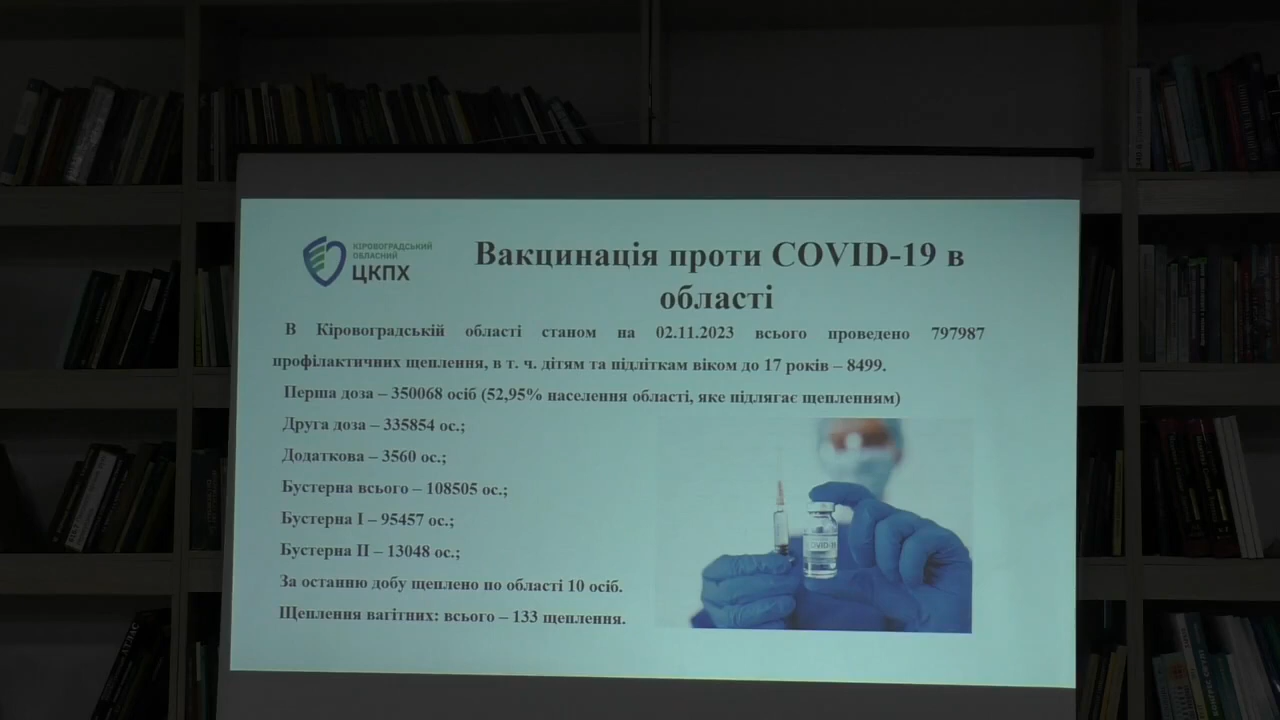 КІРОВОГРАДСЬКИЙ
ОБЛАСНИЙ
ЦКПХ
Вакцинація проти COVID-19 в
області
В Кіровоградській області станом на 02.11.2023 всього проведено 797987
профілактичних щеплення, в т. ч. дітям та підліткам віком до 17 років – 8499.
Перша доза – 350068 осіб (52,95% населення області, яке підлягає щепленням)
Друга доза – 335854 ос.;
Додаткова – 3560 ос.;
Бустерна всього – 108505 ос.;
Бустерна І – 95457 ос.;
Бустерна ІІ – 13048 ос.;
За останню добу щеплено по області 10 осіб.
Щеплення вагітних: всього – 133 щеплення.
COVID-19
АТЛАС